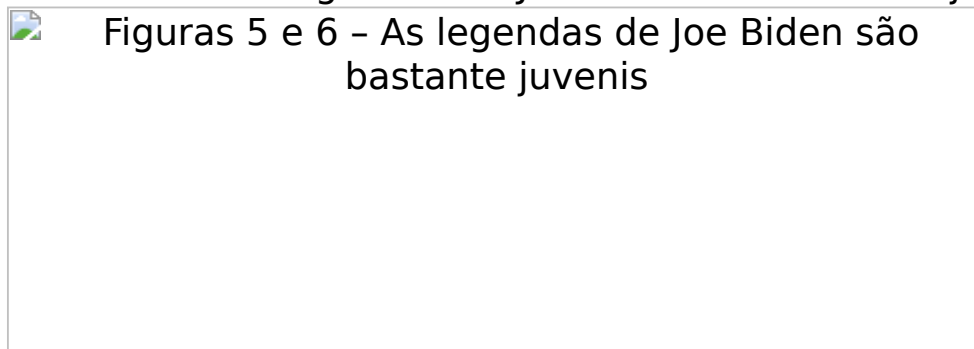 Figuras 5 e 6 – As legendas de Joe Biden são
bastante juvenis